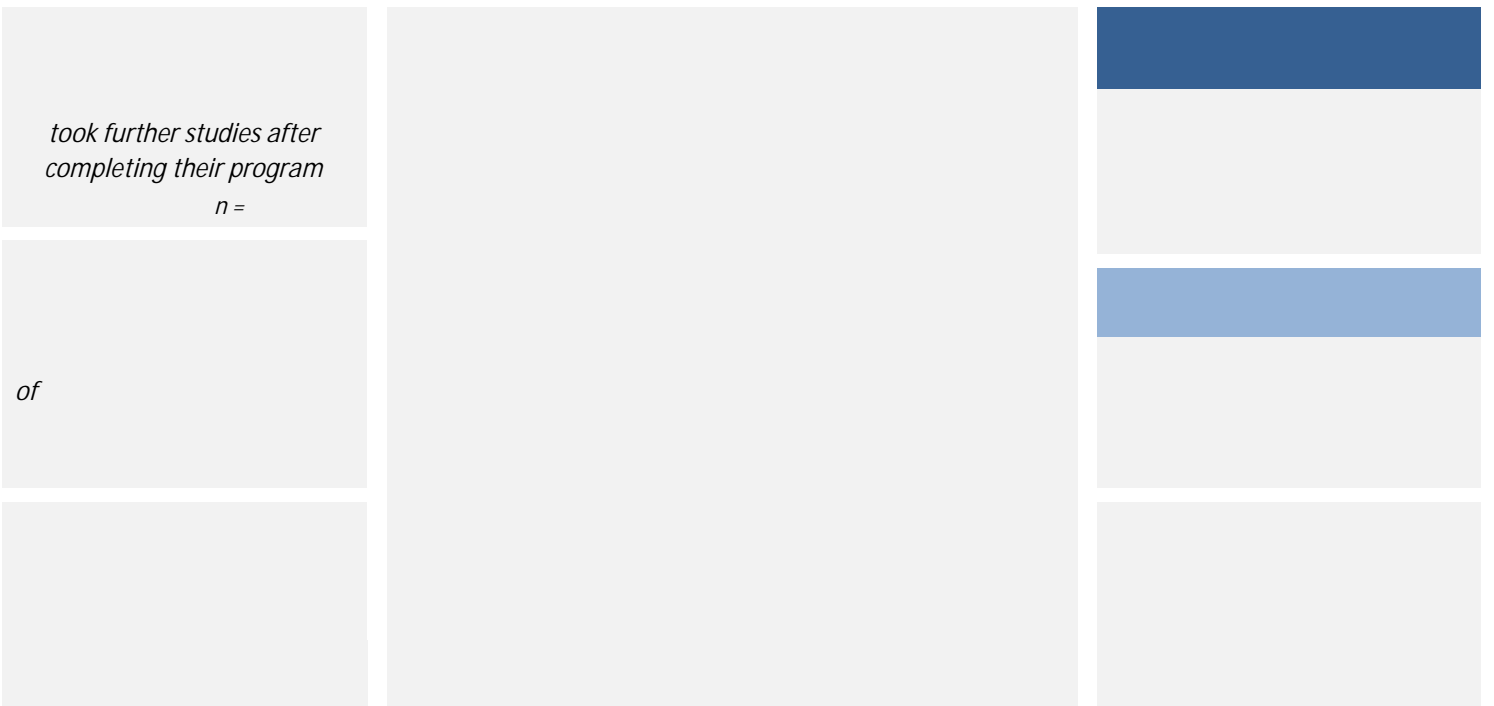 took further studies after
completing their program
n =
of